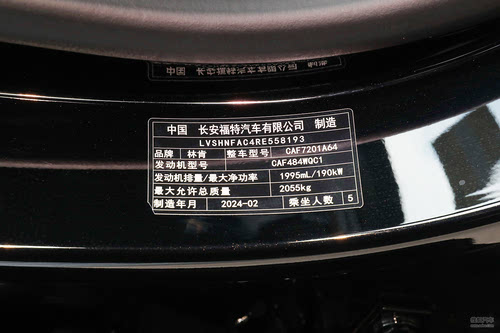 中国 长安福特汽车有限公司 制造
LVSHNFAC4RE558193
品牌 林肯 整车型号 CAF7201A64
发动机型号 CAF484WQC1
发动机排量/最大净功率 1995mL/190kW
最大允许总质量 2055kg
制造年月 2024-02 乘坐人数 5